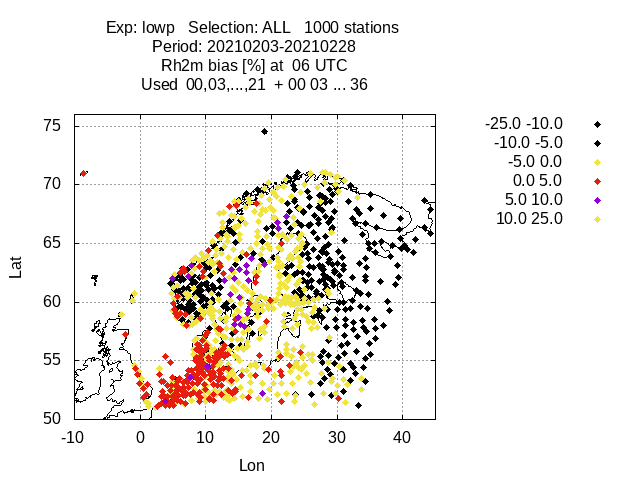 Exp: lowp   Selection: ALL   1000 stations
Period: 20210203-20210228
Rh2m bias [%] at  06 UTC
Used  00,03,...,21  + 00 03 ... 36
-25.0 -10.0
-10.0 -5.0
-5.0 0.0
0.0 5.0
5.0 10.0
10.0 25.0
Lat
75
70
65
60
55
50
-10 0 10 20 30 40
Lon